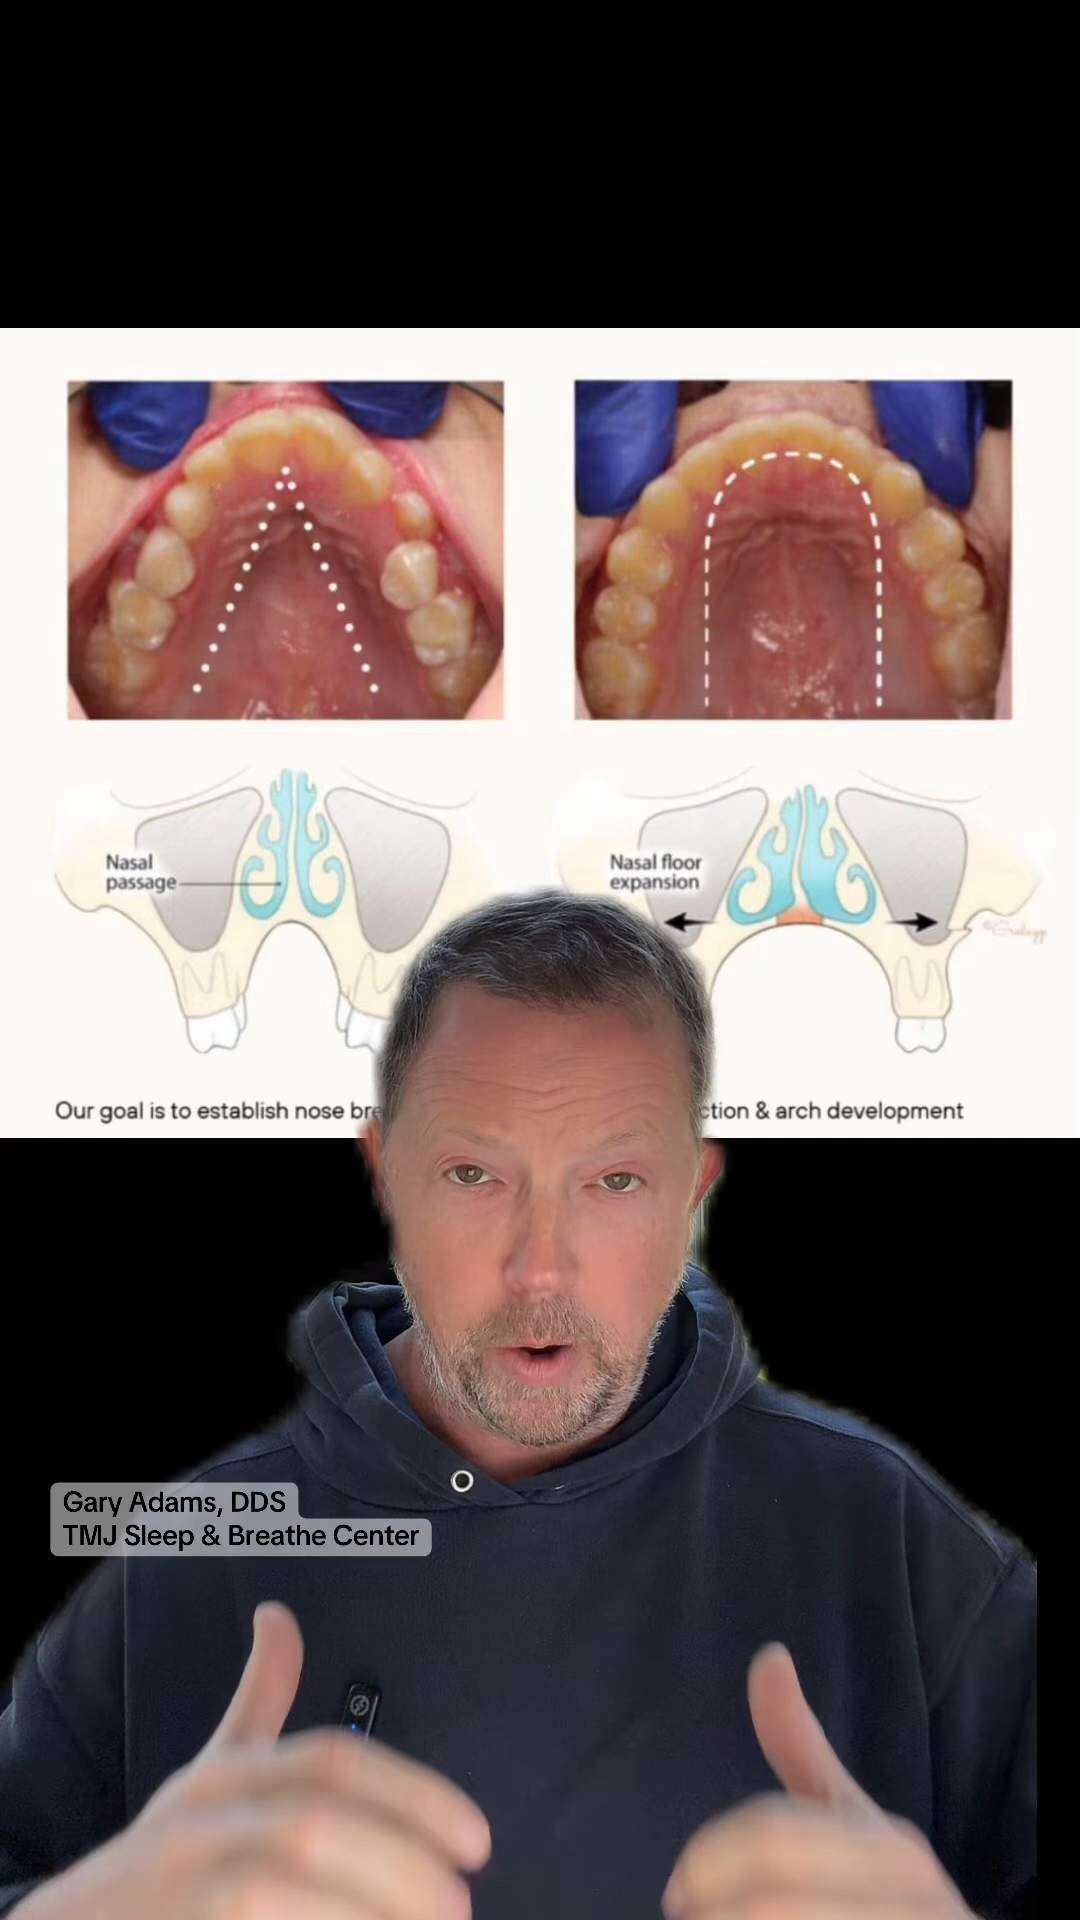 Nasal
passage
Nasal floor
expansion
Our goal is to establish nose ction & arch development
Gary Adams, DDS
TMJ Sleep & Breathe Center